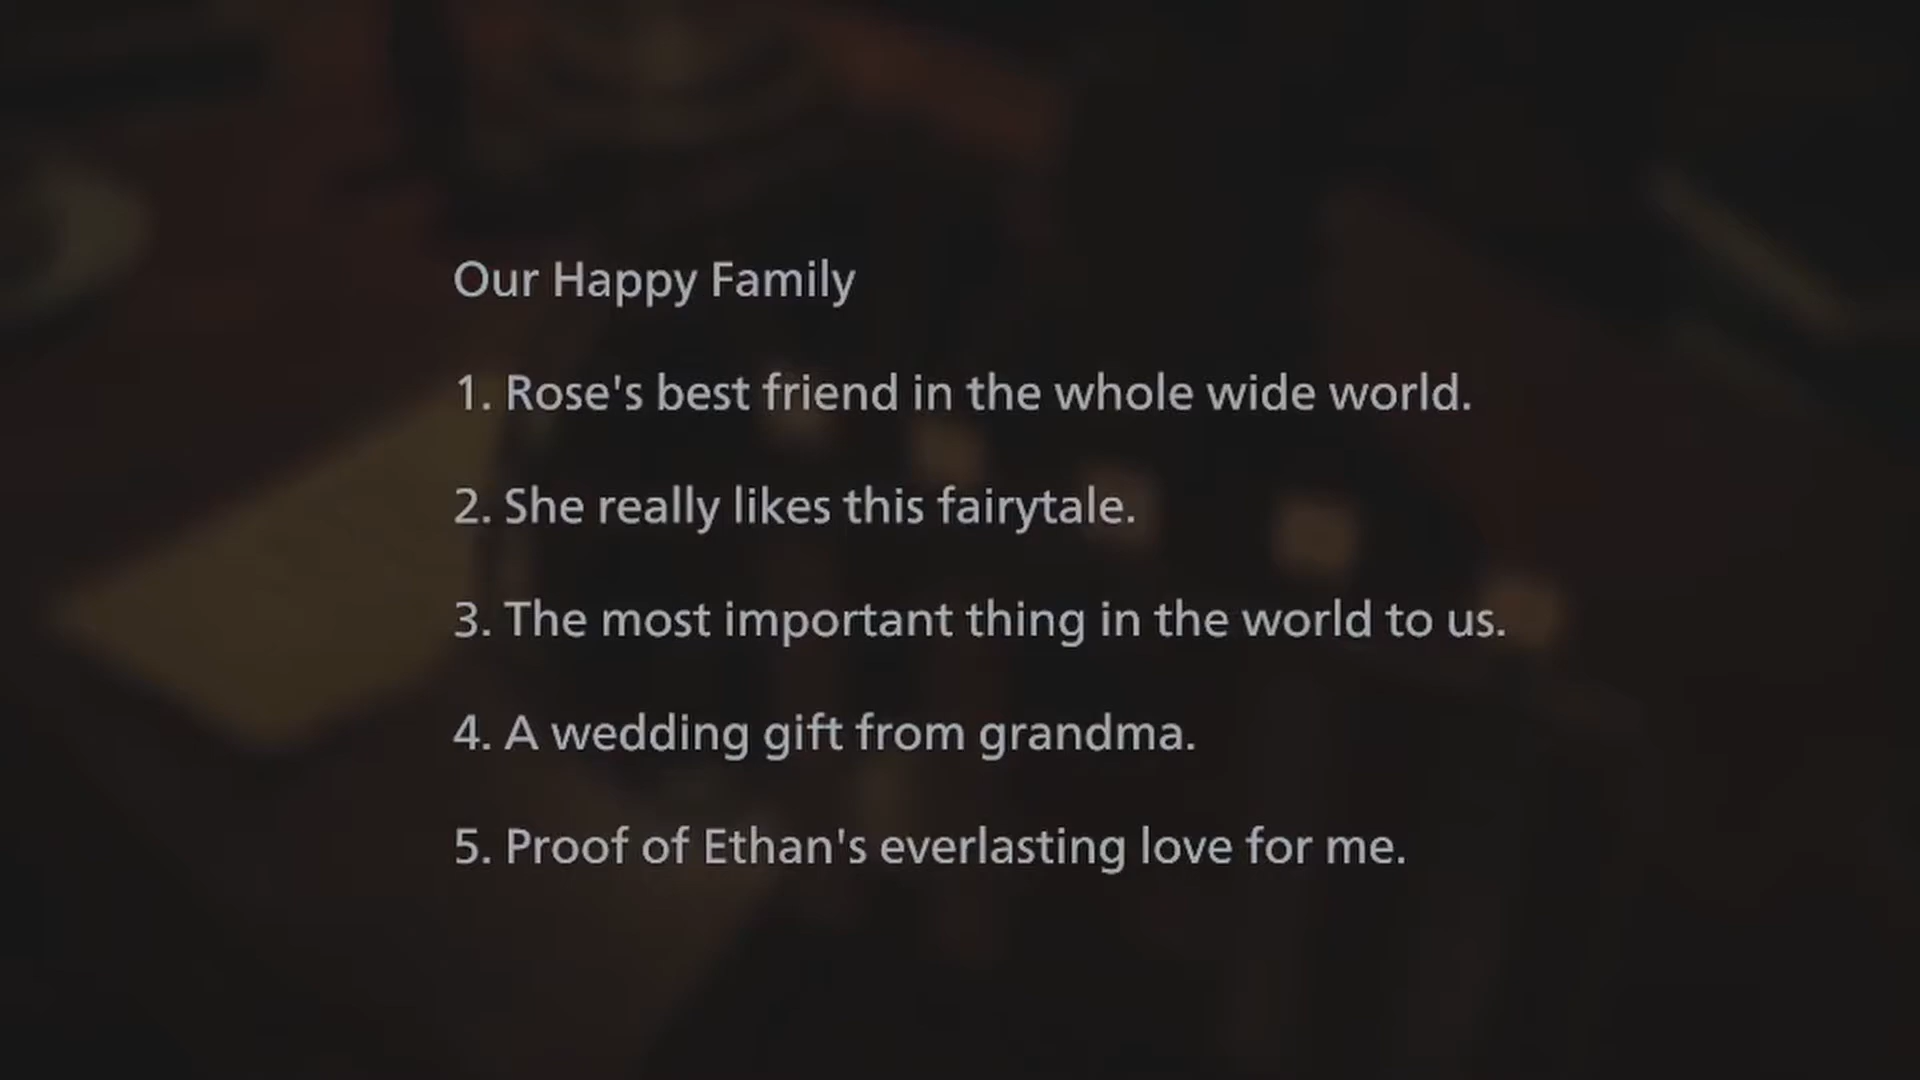 Our Happy Family
1. Rose's best friend in the whole wide world.
2. She really likes this fairytale.
3. The most important thing in the world to us.
4. A wedding gift from grandma.
5. Proof of Ethan's everlasting love for me.